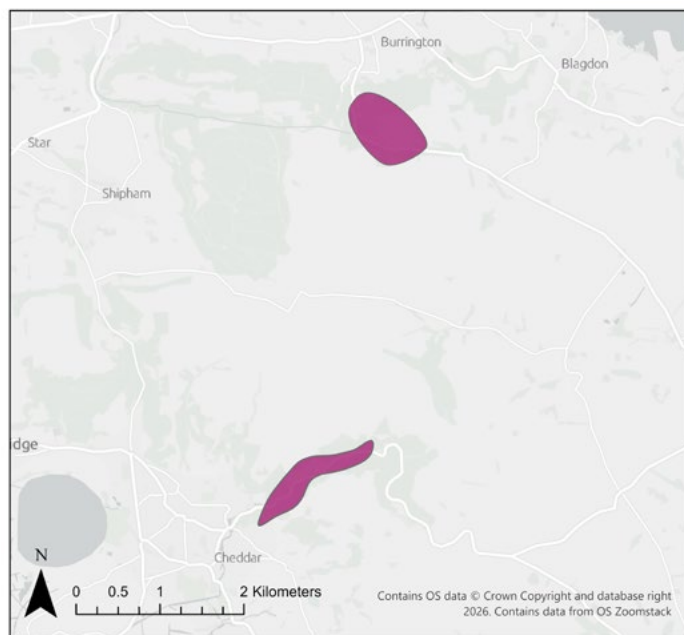 Burrington
Blagdon
Star
Shipham
idge
Cheddar
N
0 0.5 1 2 Kilometers
Contains OS data © Crown Copyright and database right
2026. Contains data from OS Zoomstack